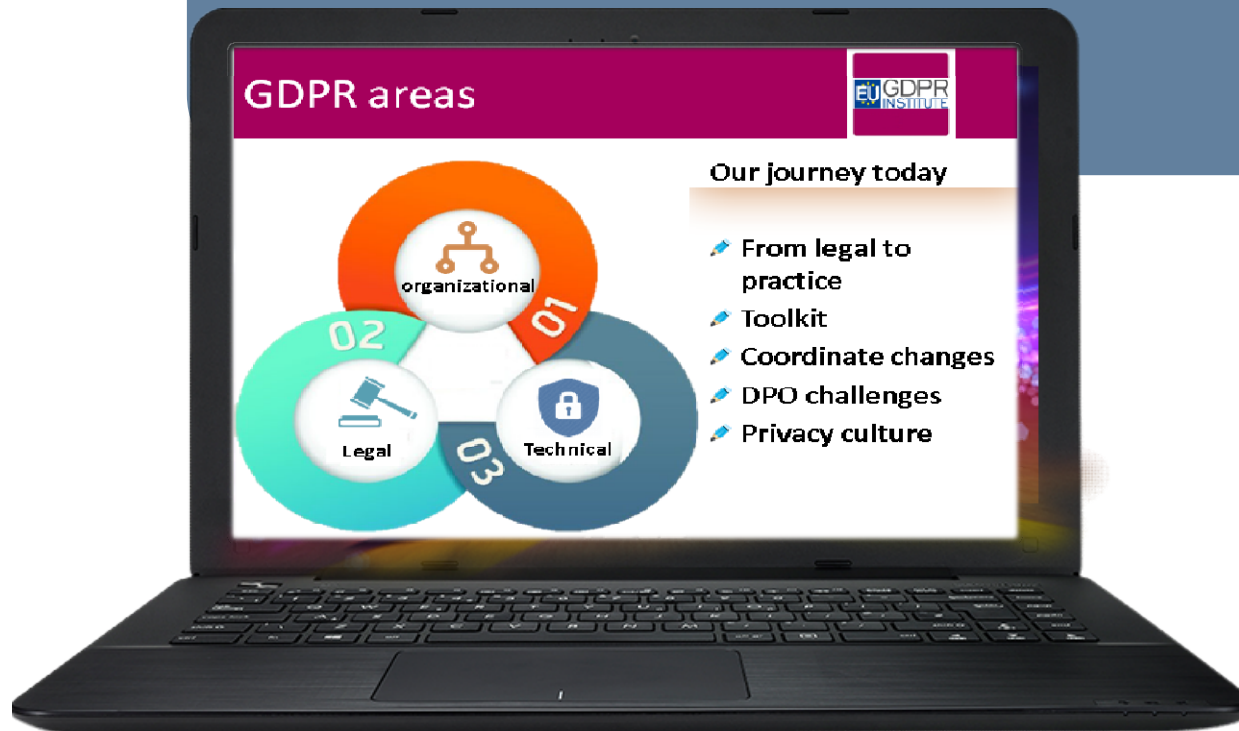 GDPR areas
EU GDPR
INSTITUTE
Our journey today
From legal to
practice
Toolkit
Coordinate changes
DPO challenges
Privacy culture
organizational
01
02
Legal
03
Technical